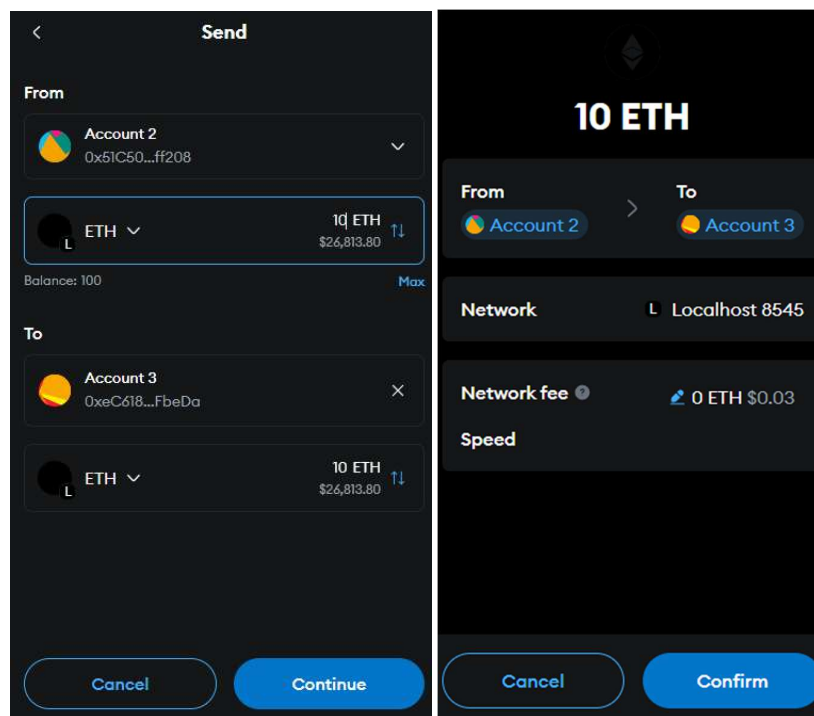 Send
From
Account 2
0x51C50...ff208
ETH
10 ETH
$26,813.80
L
Balance: 100
Max
To
Account 3
0xeC618...FbeDa
ETH
10 ETH
$26,813.80
L
Cancel
Continue
10 ETH
From
To
Account 2
Account 3
Network
L Localhost 8545
Network fee ?
0 ETH $0.03
Speed
Cancel
Confirm